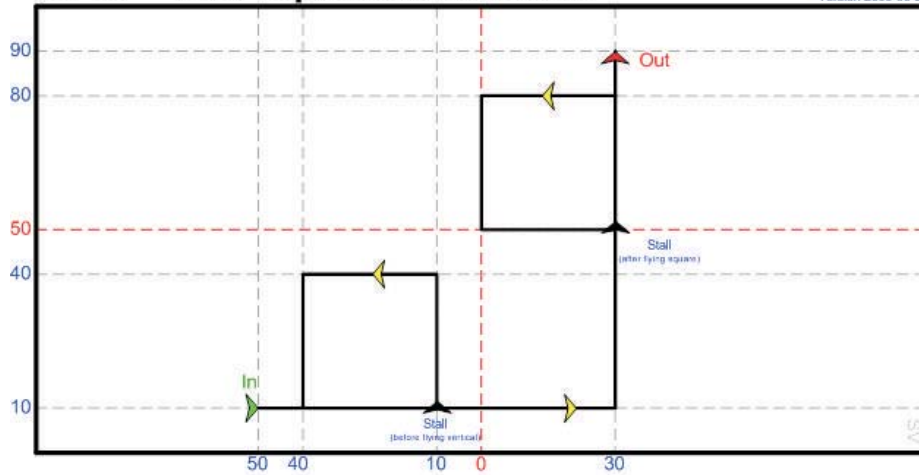 90
Out
80
50
Stall
(after flying square)
40
In
10
Stall
(before flying vertical)
50 40 10 0 30